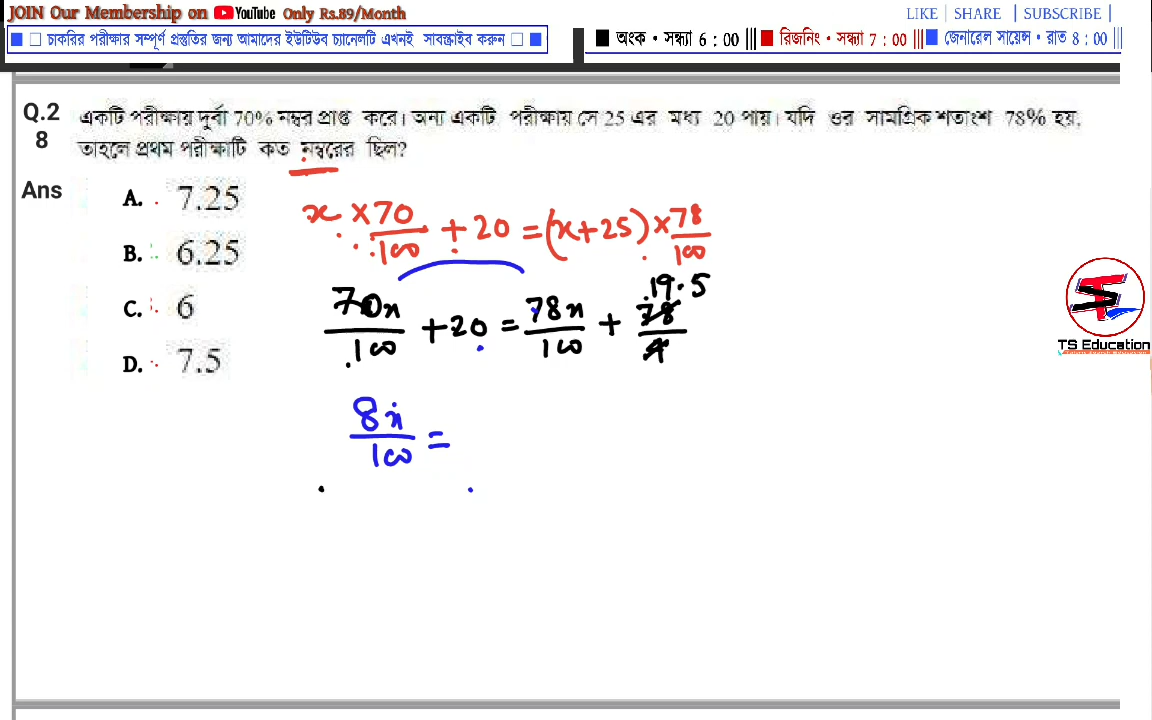 JOIN Our Membership on YouTube Only Rs.89/Month
LIKE | SHARE | SUBSCRIBE |
■ □ চাকরির পরীক্ষার সম্পূর্ণ প্রস্তুতির জন্য আমাদের ইউটিউব চ্যানেলটি এখনই সাবস্ক্রাইব করুন □ ■
■ অংক • সন্ধ্যা 6 : 00 ||| ■ রিজনিং • সন্ধ্যা 7 : 00 ||| ■ জেনারেল সায়েন্স • রাত 8 : 00 |||
Q.28 একটি পরীক্ষায় দুর্বা 70% নম্বর প্রাপ্ত করে। অন্য একটি পরীক্ষায় সে 25 এর মধ্য 20 পায়। যদি ওর সামগ্রিক শতাংশ 78% হয়,
তাহলে প্রথম পরীক্ষাটি কত নম্বরের ছিল?
Ans A. 7.25
B. 6.25
C. 6
D. 7.5
x × 70/100 + 20 = (x+25) × 78/100
19.5
70x/100 + 20 = 78x/100 + 78/4
8x/100 =
TS Education